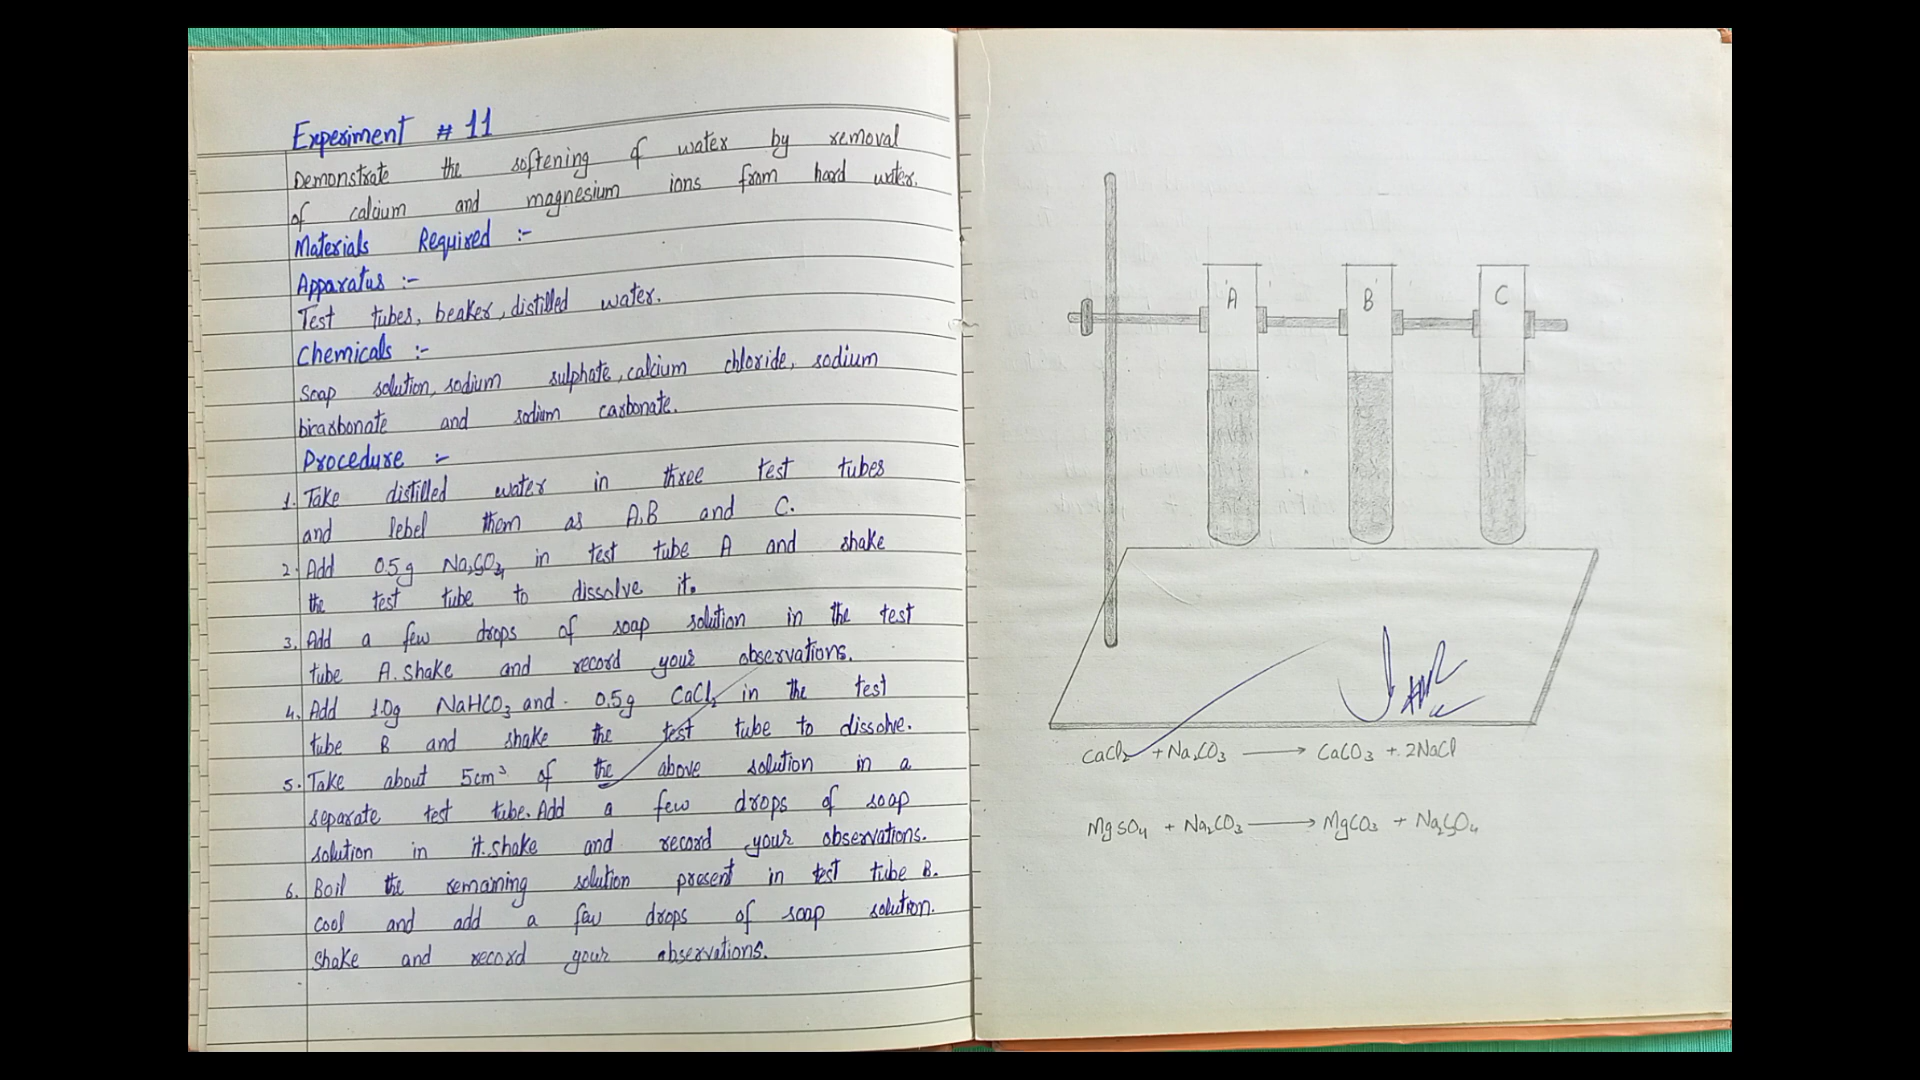 Experiment # 11
Demonstrate the softening of water by removal
of calcium and magnesium ions from hard water.
Materials Required :-
Apparatus :-
Test tubes, beaker, distilled water.
Chemicals :-
Soap solution, sodium sulphate, calcium chloride, sodium
bicarbonate and sodium carbonate.
Procedure :-
1. Take distilled water in three test tubes
and lebel them as A,B and C.
2. Add 0.5g Na₂SO₄ in test tube A and shake
the test tube to dissolve it.
3. Add a few drops of soap solution in the test
tube A. Shake and record your observations.
4. Add 1.0g NaHCO₃ and 0.5g CaCl₂ in the test
tube B and shake the test tube to dissolve.
5. Take about 5cm³ of the above solution in a
separate test tube. Add a few drops of soap
solution in it. shake and record your observations.
6. Boil the remaining solution present in test tube B.
cool and add a few drops of soap solution.
Shake and record your observations.
A B C
CaCl₂ + Na₂CO₃ → CaCO₃ + 2NaCl
MgSO₄ + Na₂CO₃ → MgCO₃ + Na₂SO₄